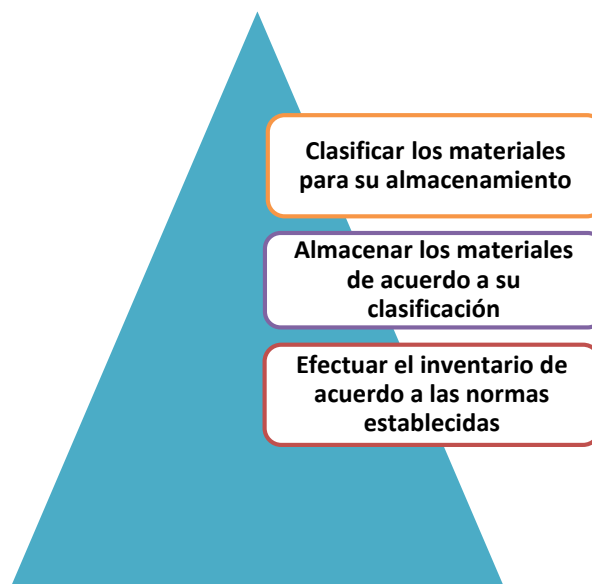 Clasificar los materiales
para su almacenamiento
Almacenar los materiales
de acuerdo a su
clasificación
Efectuar el inventario de
acuerdo a las normas
establecidas